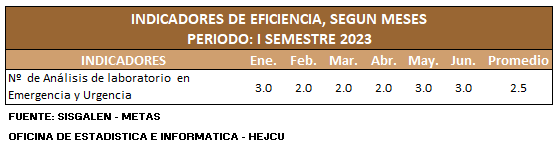 INDICADORES DE EFICIENCIA, SEGUN MESES
PERIODO: I SEMESTRE 2023
INDICADORES Ene. Feb. Mar. Abr. May. Jun. Promedio
Nº de Análisis de laboratorio en
Emergencia y Urgencia 3.0 2.0 2.0 2.0 3.0 3.0 2.5
FUENTE: SISGALEN - METAS
OFICINA DE ESTADISTICA E INFORMATICA - HEJCU